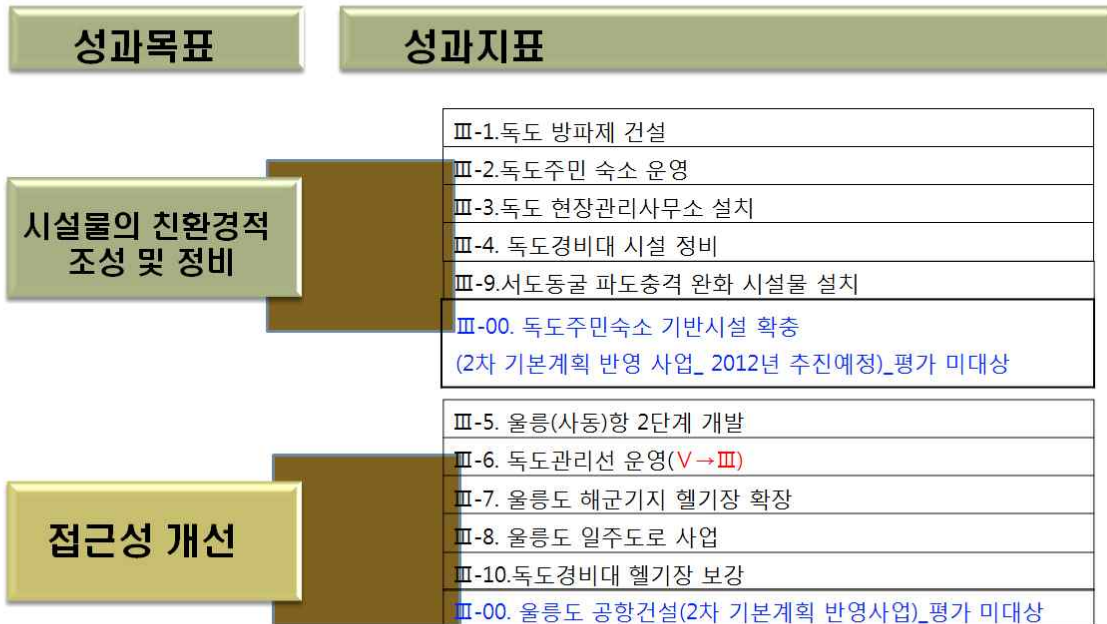 성과목표
성과지표
시설물의 친환경적
조성 및 정비
Ⅲ-1.독도 방파제 건설
Ⅲ-2.독도주민 숙소 운영
Ⅲ-3.독도 현장관리사무소 설치
Ⅲ-4. 독도경비대 시설 정비
Ⅲ-9.서도동굴 파도충격 완화 시설물 설치
Ⅲ-00. 독도주민숙소 기반시설 확충
(2차 기본계획 반영 사업_ 2012년 추진예정)_평가 미대상
접근성 개선
Ⅲ-5. 울릉(사동)항 2단계 개발
Ⅲ-6. 독도관리선 운영(Ⅴ→Ⅲ)
Ⅲ-7. 울릉도 해군기지 헬기장 확장
Ⅲ-8. 울릉도 일주도로 사업
Ⅲ-10.독도경비대 헬기장 보강
Ⅲ-00. 울릉도 공항건설(2차 기본계획 반영사업)_평가 미대상